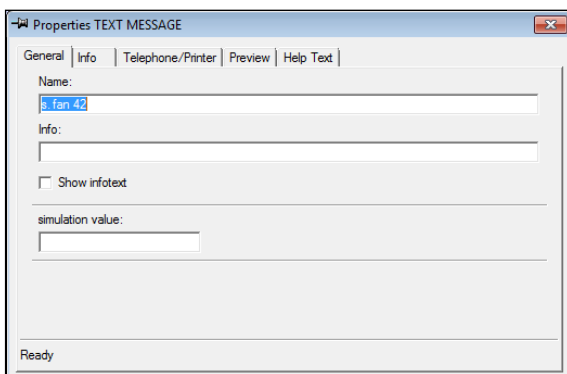 Properties TEXT MESSAGE
General Info Telephone/Printer Preview Help Text
Name:
s.fan 42
Info:
Show infotext
simulation value:
Ready